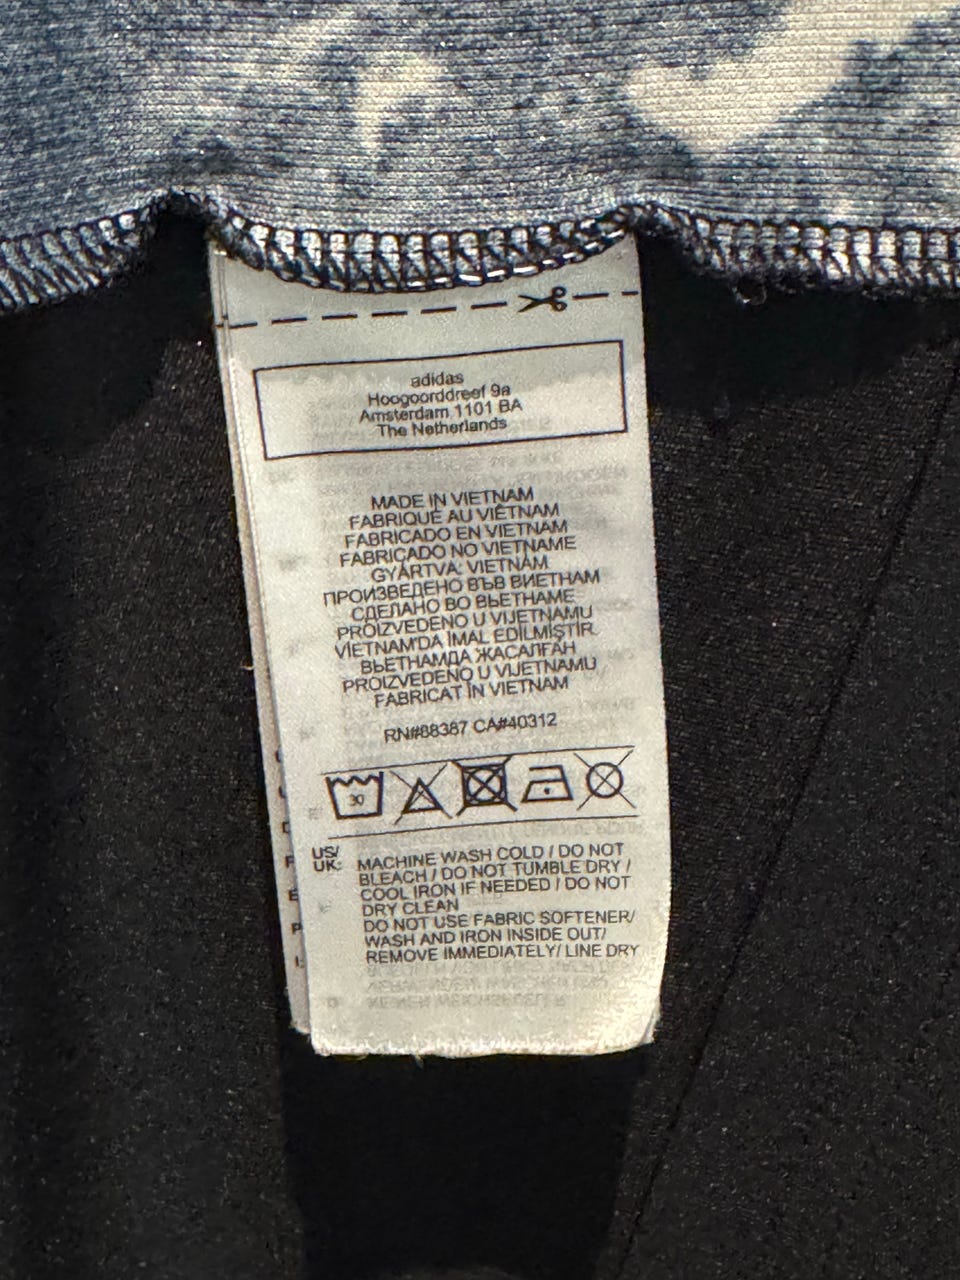 adidas
Hoogoorddreef 9a
Amsterdam 1101 BA
The Netherlands
MADE IN VIETNAM
FABRIQUÉ AU VIÊTNAM
FABRICADO EN VIETNAM
FABRICADO NO VIETNAME
GYÁRTVA: VIETNÁM
ПРОИЗВЕДЕНО ВЪВ ВИЕТНАМ
СДЕЛАНО ВО ВЬЕТНАМЕ
PROIZVEDENO U VIJETNAMU
VIETNAM'DA İMAL EDİLMİŞTİR.
ВЬЕТНАМДА ЖАСАЛҒАН
PROIZVEDENO U VIJETNAMU
FABRICAT ÎN VIETNAM
RN#88387 CA#40312
30
US/
UK:
MACHINE WASH COLD / DO NOT
BLEACH / DO NOT TUMBLE DRY /
COOL IRON IF NEEDED / DO NOT
DRY CLEAN
DO NOT USE FABRIC SOFTENER/
WASH AND IRON INSIDE OUT/
REMOVE IMMEDIATELY/ LINE DRY